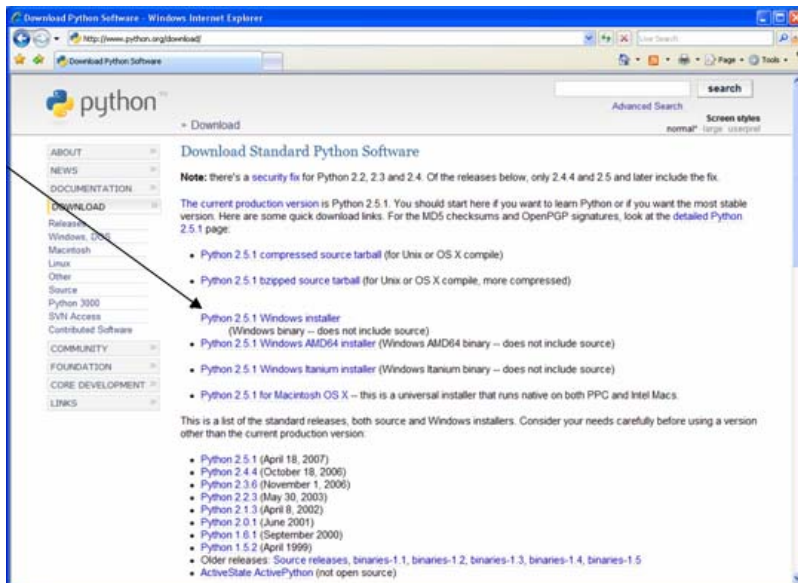 Download Python Software - Windows Internet Explorer
http://www.python.org/download/
Live Search
Download Python Software
Page
Tools
python™
search
Advanced Search
Screen styles
normal* large userpref
» Download
ABOUT
NEWS
DOCUMENTATION
DOWNLOAD
Releases
Windows, DOS
Macintosh
Linux
Other
Source
Python 3000
SVN Access
Contributed Software
COMMUNITY
FOUNDATION
CORE DEVELOPMENT
LINKS
Download Standard Python Software
Note: there's a security fix for Python 2.2, 2.3 and 2.4. Of the releases below, only 2.4.4 and 2.5 and later include the fix.
The current production version is Python 2.5.1. You should start here if you want to learn Python or if you want the most stable
version. Here are some quick download links. For the MD5 checksums and OpenPGP signatures, look at the detailed Python
2.5.1 page:
• Python 2.5.1 compressed source tarball (for Unix or OS X compile)
• Python 2.5.1 bzipped source tarball (for Unix or OS X compile, more compressed)
Python 2.5.1 Windows installer
(Windows binary -- does not include source)
• Python 2.5.1 Windows AMD64 installer (Windows AMD64 binary -- does not include source)
• Python 2.5.1 Windows Itanium installer (Windows Itanium binary -- does not include source)
• Python 2.5.1 for Macintosh OS X -- this is a universal installer that runs native on both PPC and Intel Macs.
This is a list of the standard releases, both source and Windows installers. Consider your needs carefully before using a version
other than the current production version:
• Python 2.5.1 (April 18, 2007)
• Python 2.4.4 (October 18, 2006)
• Python 2.3.6 (November 1, 2006)
• Python 2.2.3 (May 30, 2003)
• Python 2.1.3 (April 8, 2002)
• Python 2.0.1 (June 2001)
• Python 1.6.1 (September 2000)
• Python 1.5.2 (April 1999)
• Older releases: Source releases, binaries-1.1, binaries-1.2, binaries-1.3, binaries-1.4, binaries-1.5
• ActiveState ActivePython (not open source)